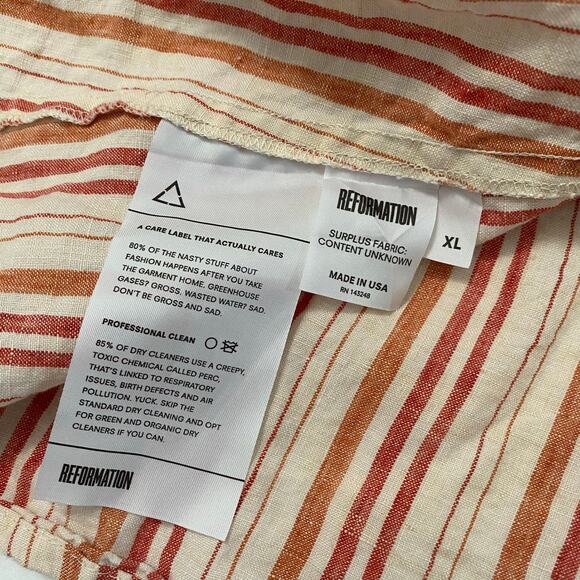 A CARE LABEL THAT ACTUALLY CARES
80% OF THE NASTY STUFF ABOUT
FASHION HAPPENS AFTER YOU TAKE
THE GARMENT HOME. GREENHOUSE
GASES? GROSS. WASTED WATER? SAD.
DON'T BE GROSS AND SAD.
PROFESSIONAL CLEAN
85% OF DRY CLEANERS USE A CREEPY,
TOXIC CHEMICAL CALLED PERC,
THAT'S LINKED TO RESPIRATORY
ISSUES, BIRTH DEFECTS AND AIR
POLLUTION. YUCK. SKIP THE
STANDARD DRY CLEANING AND OPT
FOR GREEN AND ORGANIC DRY
CLEANERS IF YOU CAN.
REFORMATION
REFORMATION
SURPLUS FABRIC:
CONTENT UNKNOWN
MADE IN USA
RN 143248
XL